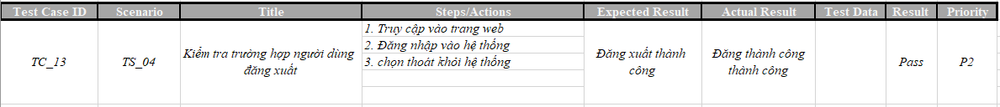 Test Case ID Scenario Title Steps/Actions Expected Result Actual Result Test Data Result Priority
TC_13 TS_04 Kiểm tra trường hợp người dùng
đăng xuất
1. Truy cập vào trang web
2. Đăng nhập vào hệ thống
3. chọn thoát khỏi hệ thống
Đăng xuất thành
công
Đăng thành công
thành công
Pass P2